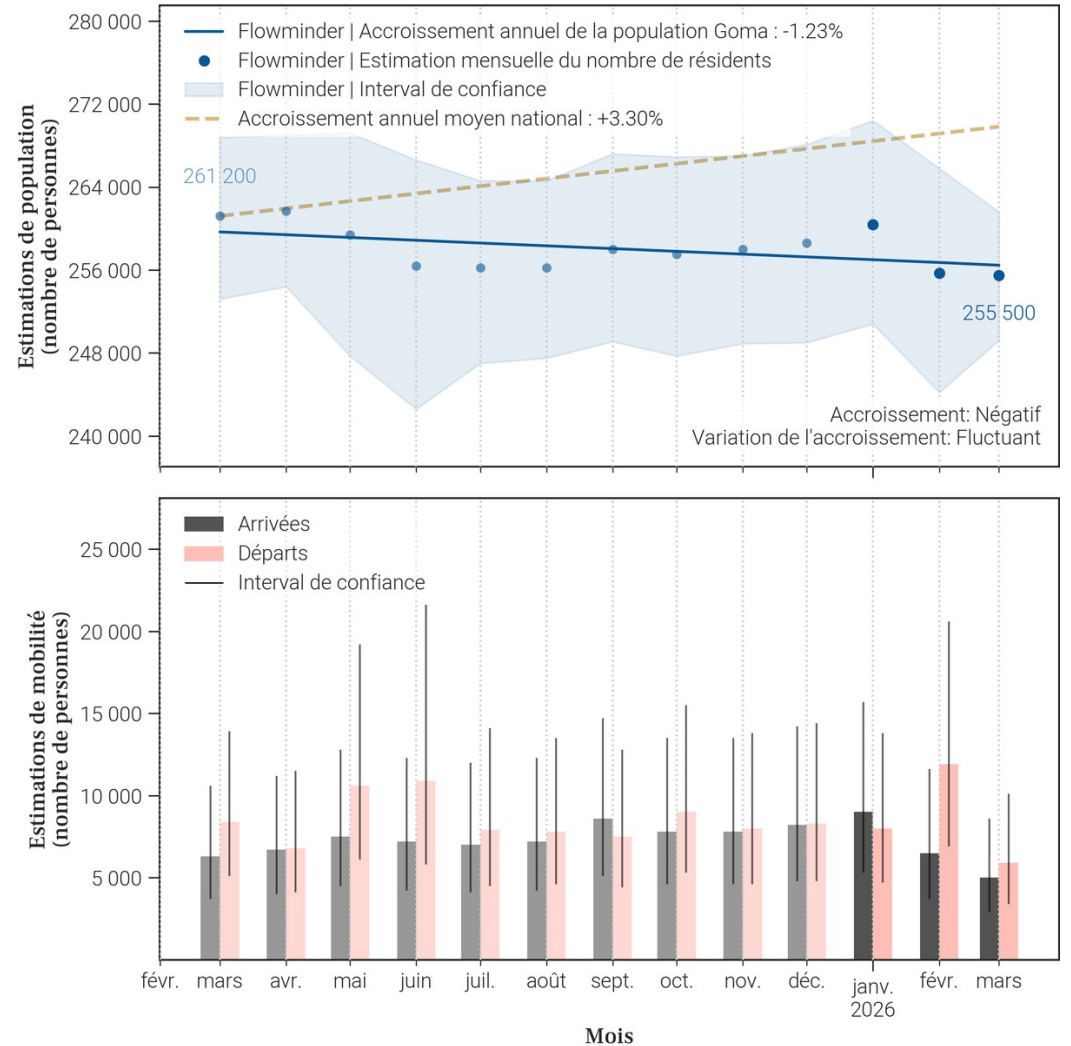 280 000
272 000
264 000
256 000
248 000
240 000
Estimations de population
(nombre de personnes)
Flowminder | Accroissement annuel de la population Goma : -1.23%
Flowminder | Estimation mensuelle du nombre de résidents
Flowminder | Interval de confiance
Accroissement annuel moyen national : +3.30%
261 200
255 500
Accroissement: Négatif
Variation de l'accroissement: Fluctuant
25 000
20 000
15 000
10 000
5 000
Estimations de mobilité
(nombre de personnes)
Arrivées
Départs
Interval de confiance
févr. mars avr. mai juin juil. août sept. oct. nov. déc. janv. févr. mars
2026
Mois